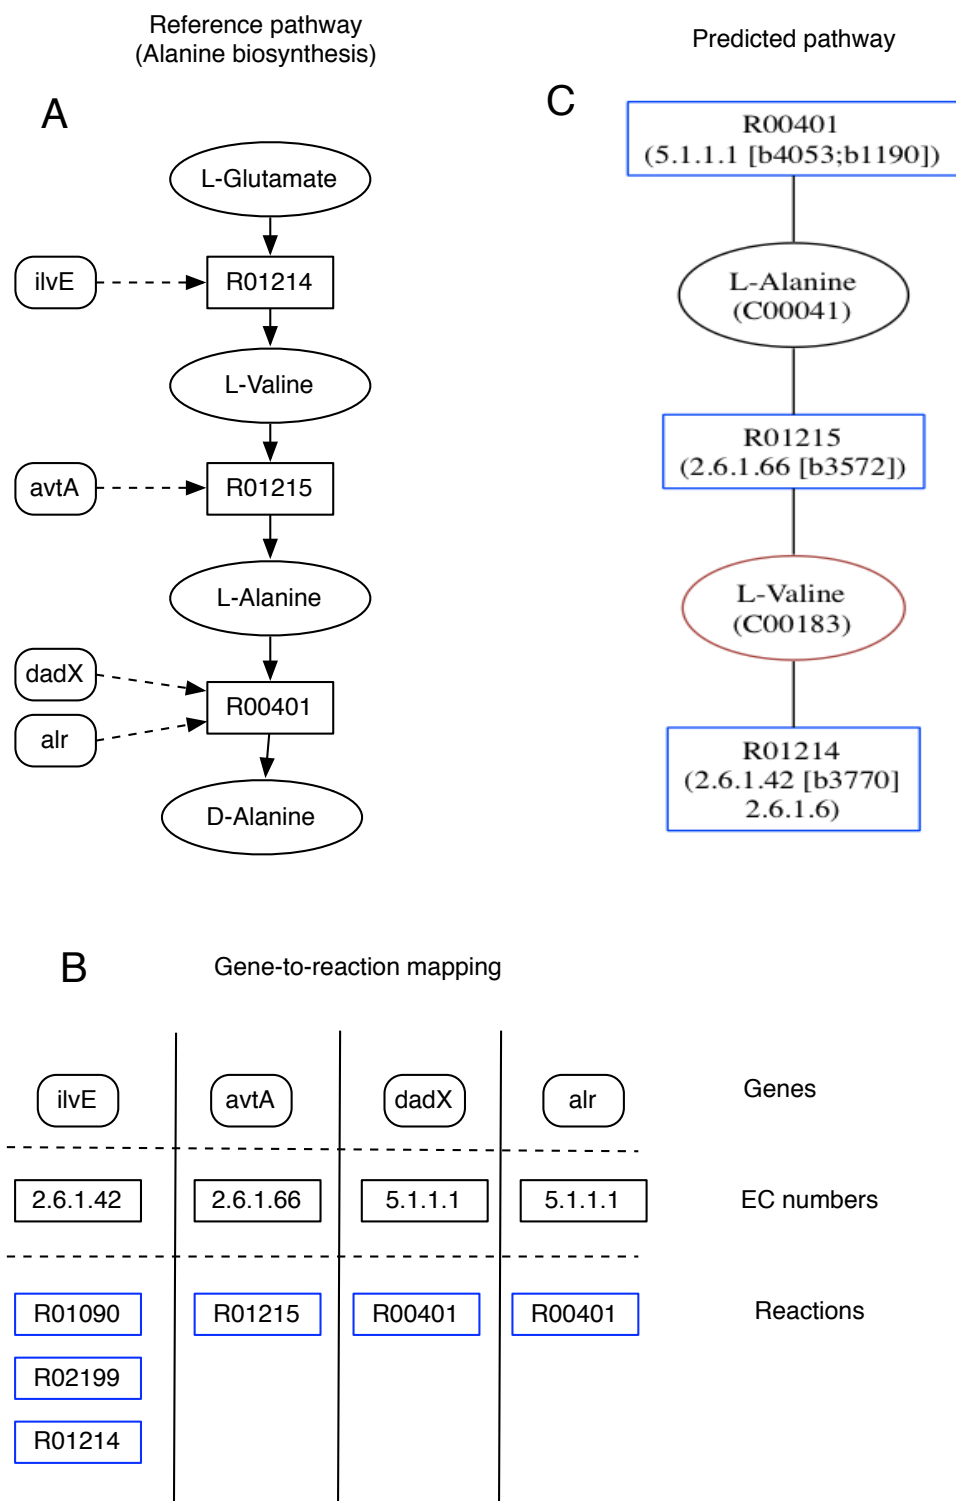 Reference pathway
(Alanine biosynthesis)
A
L-Glutamate
ilvE
R01214
L-Valine
avtA
R01215
L-Alanine
dadX
alr
R00401
D-Alanine
Predicted pathway
C
R00401
(5.1.1.1 [b4053;b1190])
L-Alanine
(C00041)
R01215
(2.6.1.66 [b3572])
L-Valine
(C00183)
R01214
(2.6.1.42 [b3770]
2.6.1.6)
B
Gene-to-reaction mapping
ilvE avtA dadX alr Genes
2.6.1.42 2.6.1.66 5.1.1.1 5.1.1.1 EC numbers
R01090 R01215 R00401 R00401 Reactions
R02199
R01214